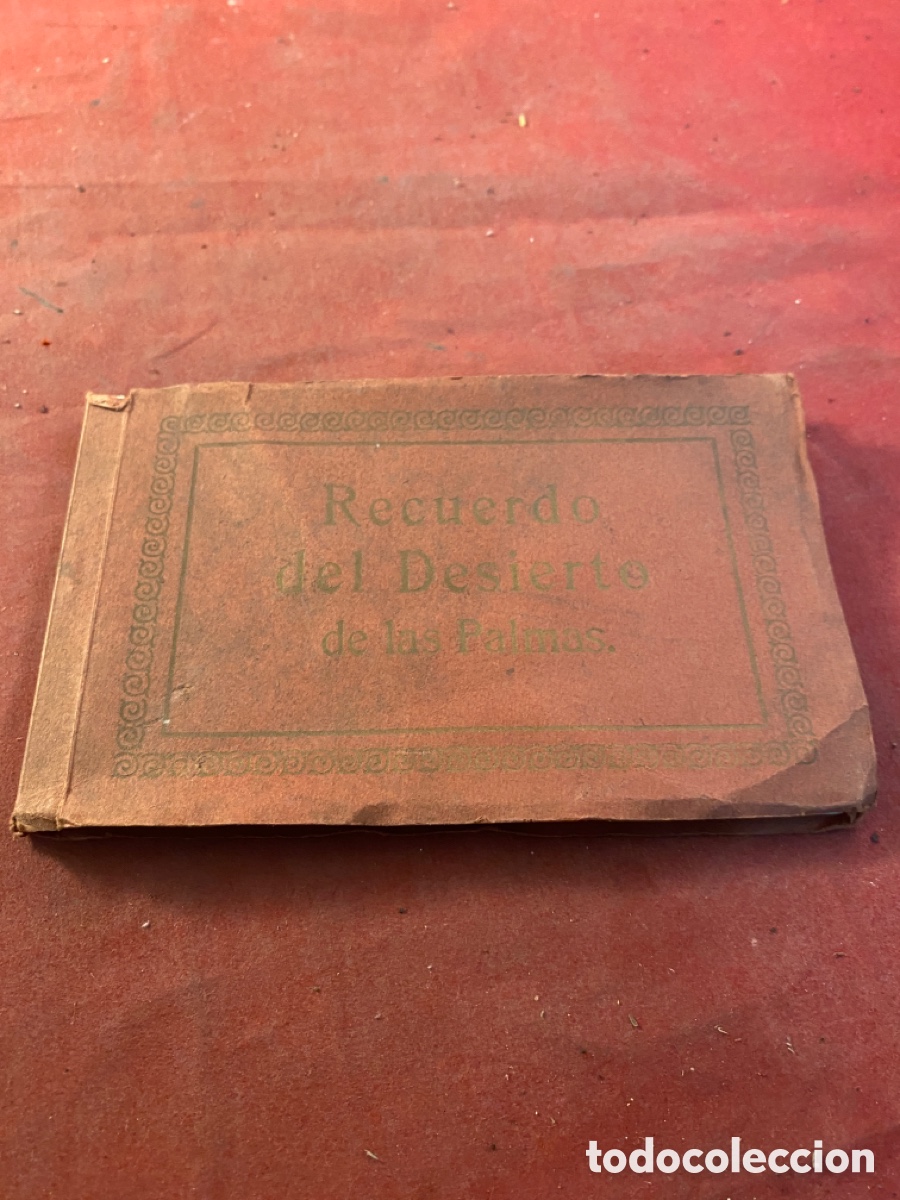 Recuerdo
del Desierto
de las Palmas.
todocoleccion